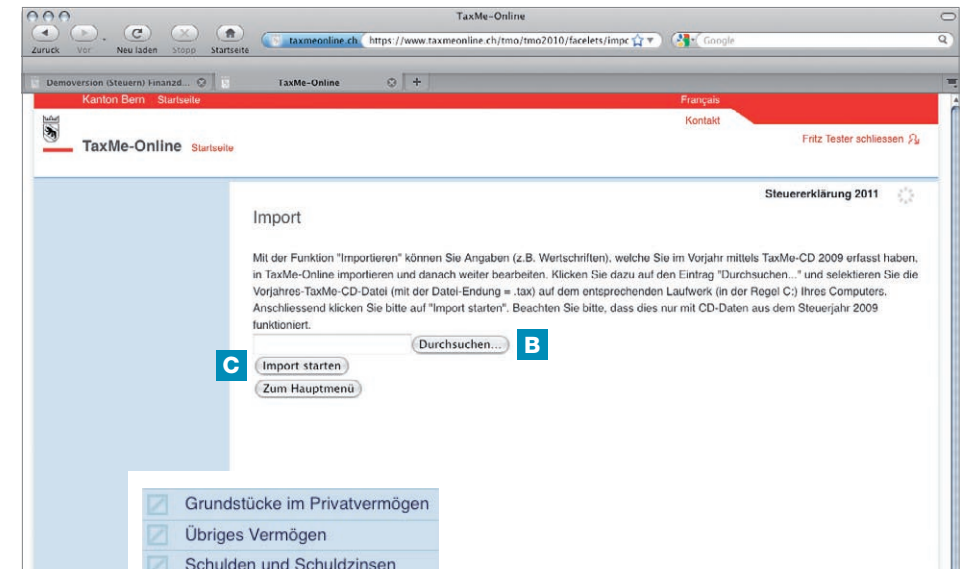 TaxMe-Online
Zurück Vor Neu laden Stopp Startseite
taxmeonline.ch https://www.taxmeonline.ch/tmo/tmo2010/facelets/impc Google
Demoversion (Steuern) Finanzd... TaxMe-Online +
Kanton Bern Startseite Français
Kontakt
TaxMe-Online Startseite Fritz Tester schliessen
Steuererklärung 2011
Import
Mit der Funktion "Importieren" können Sie Angaben (z.B. Wertschriften), welche Sie im Vorjahr mittels TaxMe-CD 2009 erfasst haben,
in TaxMe-Online importieren und danach weiter bearbeiten. Klicken Sie dazu auf den Eintrag "Durchsuchen..." und selektieren Sie die
Vorjahres-TaxMe-CD-Datei (mit der Datei-Endung = .tax) auf dem entsprechenden Laufwerk (in der Regel C:) Ihres Computers.
Anschliessend klicken Sie bitte auf "Import starten". Beachten Sie bitte, dass dies nur mit CD-Daten aus dem Steuerjahr 2009
funktioniert.
Durchsuchen... B
C Import starten
Zum Hauptmenü
Grundstücke im Privatvermögen
Übriges Vermögen
Schulden und Schuldzinsen